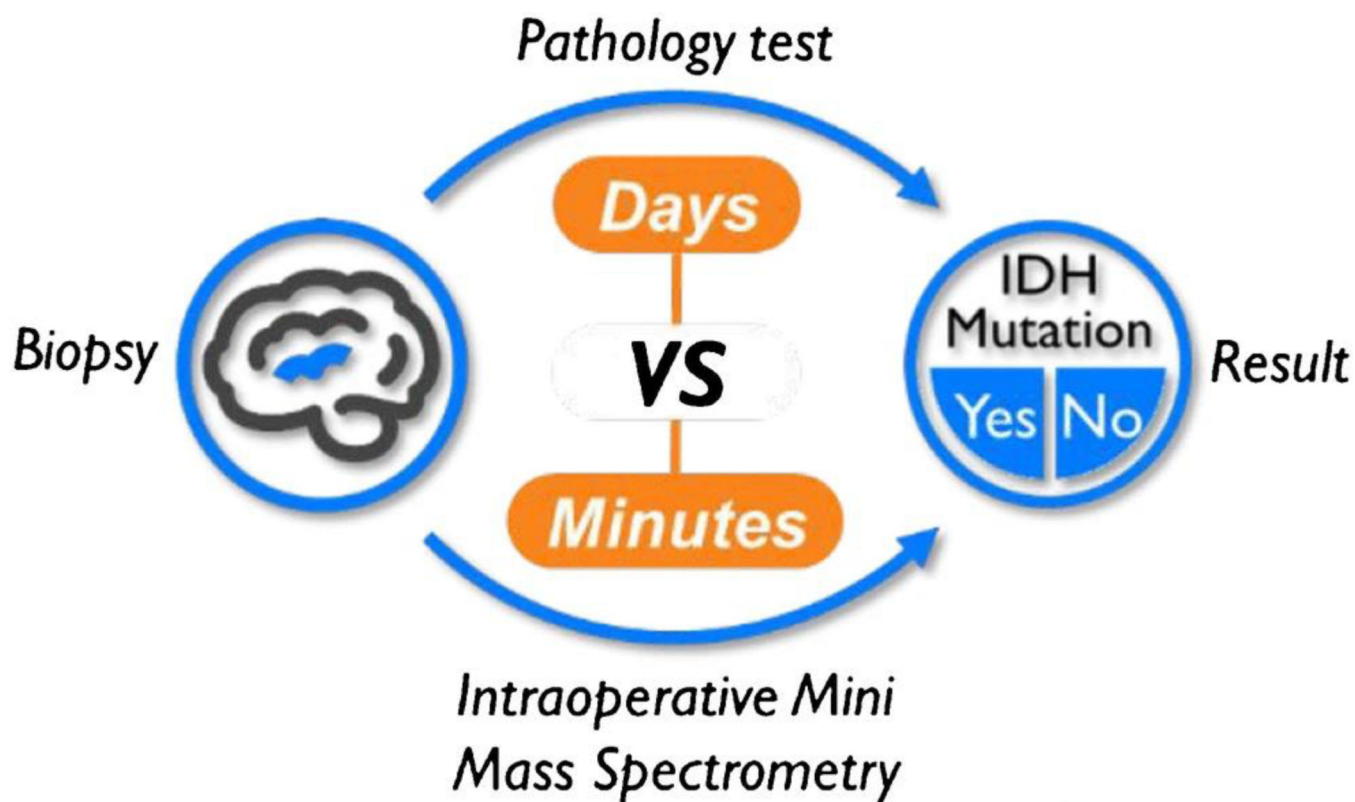 Pathology test
Days
Biopsy
VS
IDH
Mutation
Yes No
Result
Minutes
Intraoperative Mini
Mass Spectrometry